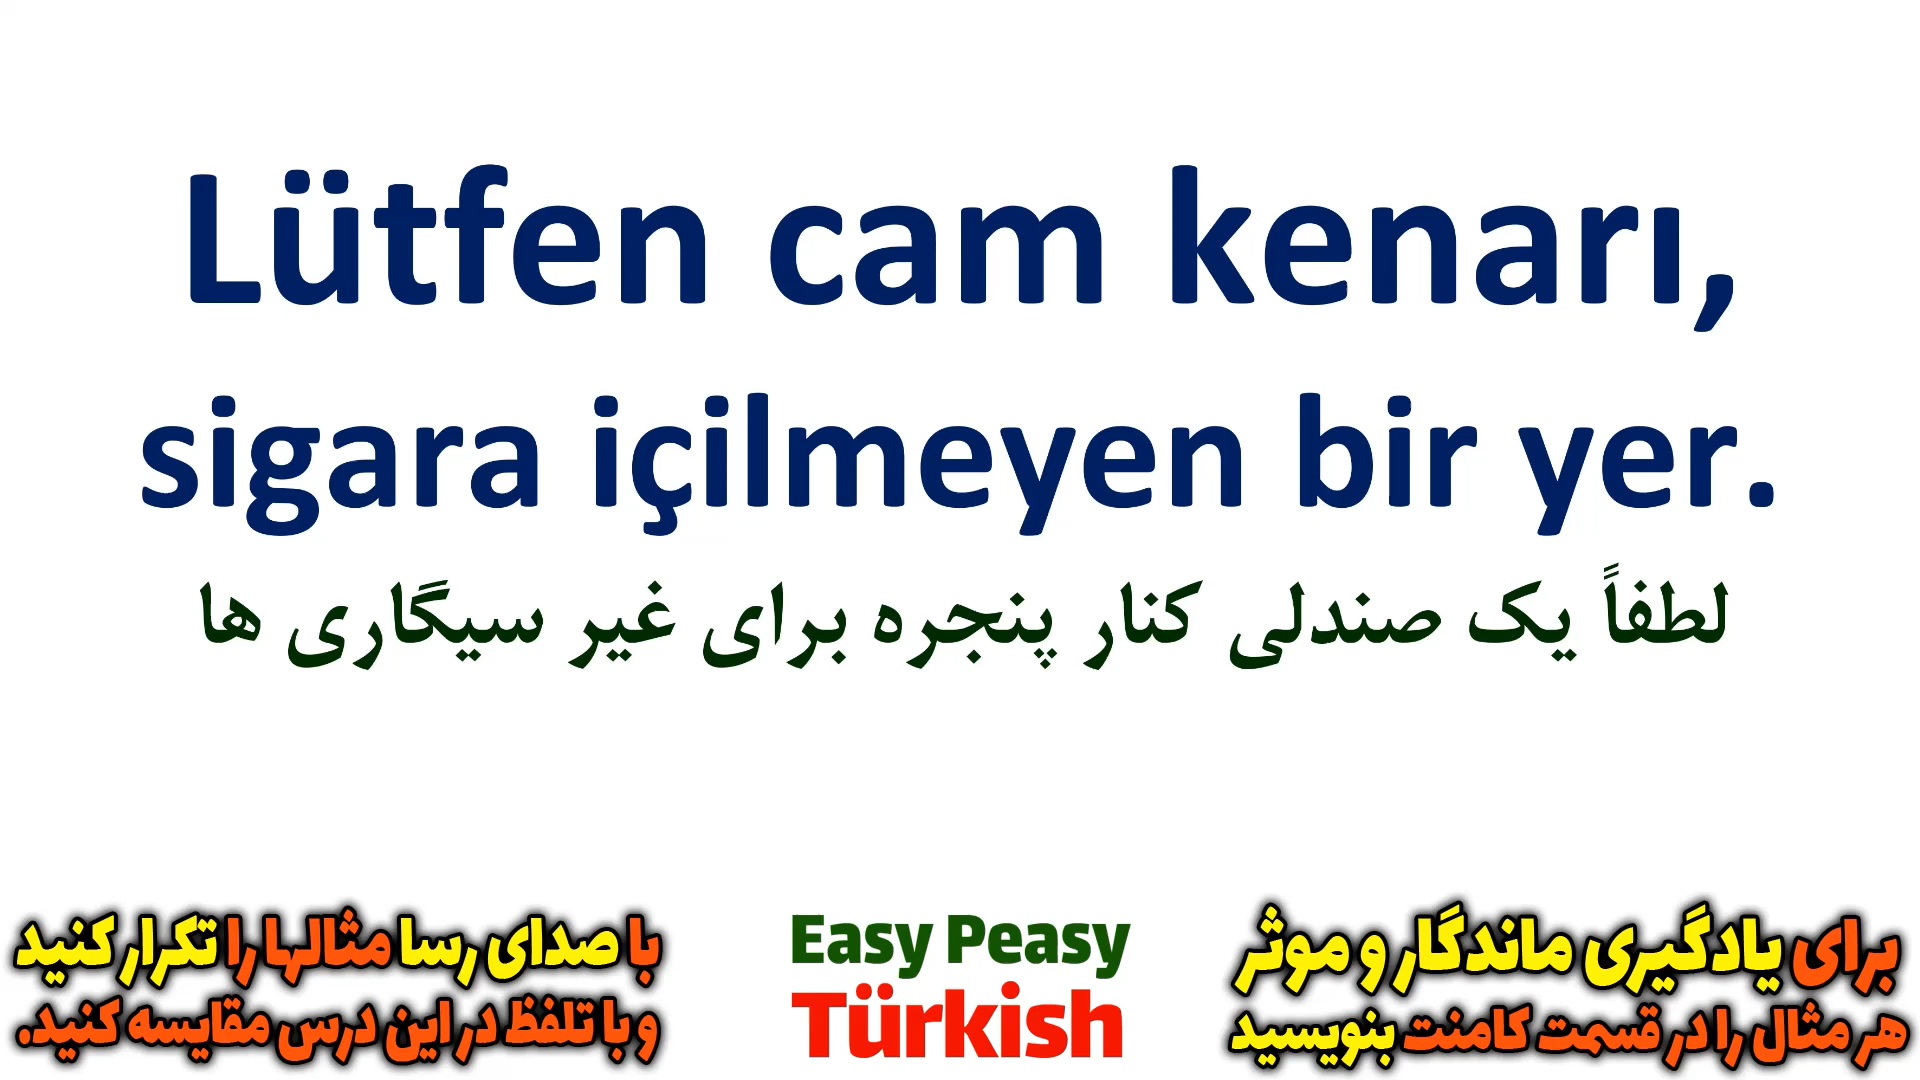 Lütfen cam kenarı,
sigara içilmeyen bir yer.
لطفاً یک صندلی کنار پنجره برای غیر سیگاری ها
برای یادگیری ماندگار و موثر
هر مثال را در قسمت کامنت بنویسید
Easy Peasy
Türkish
با صدای رسا مثالها را تکرار کنید
و با تلفظ در این درس مقایسه کنید.